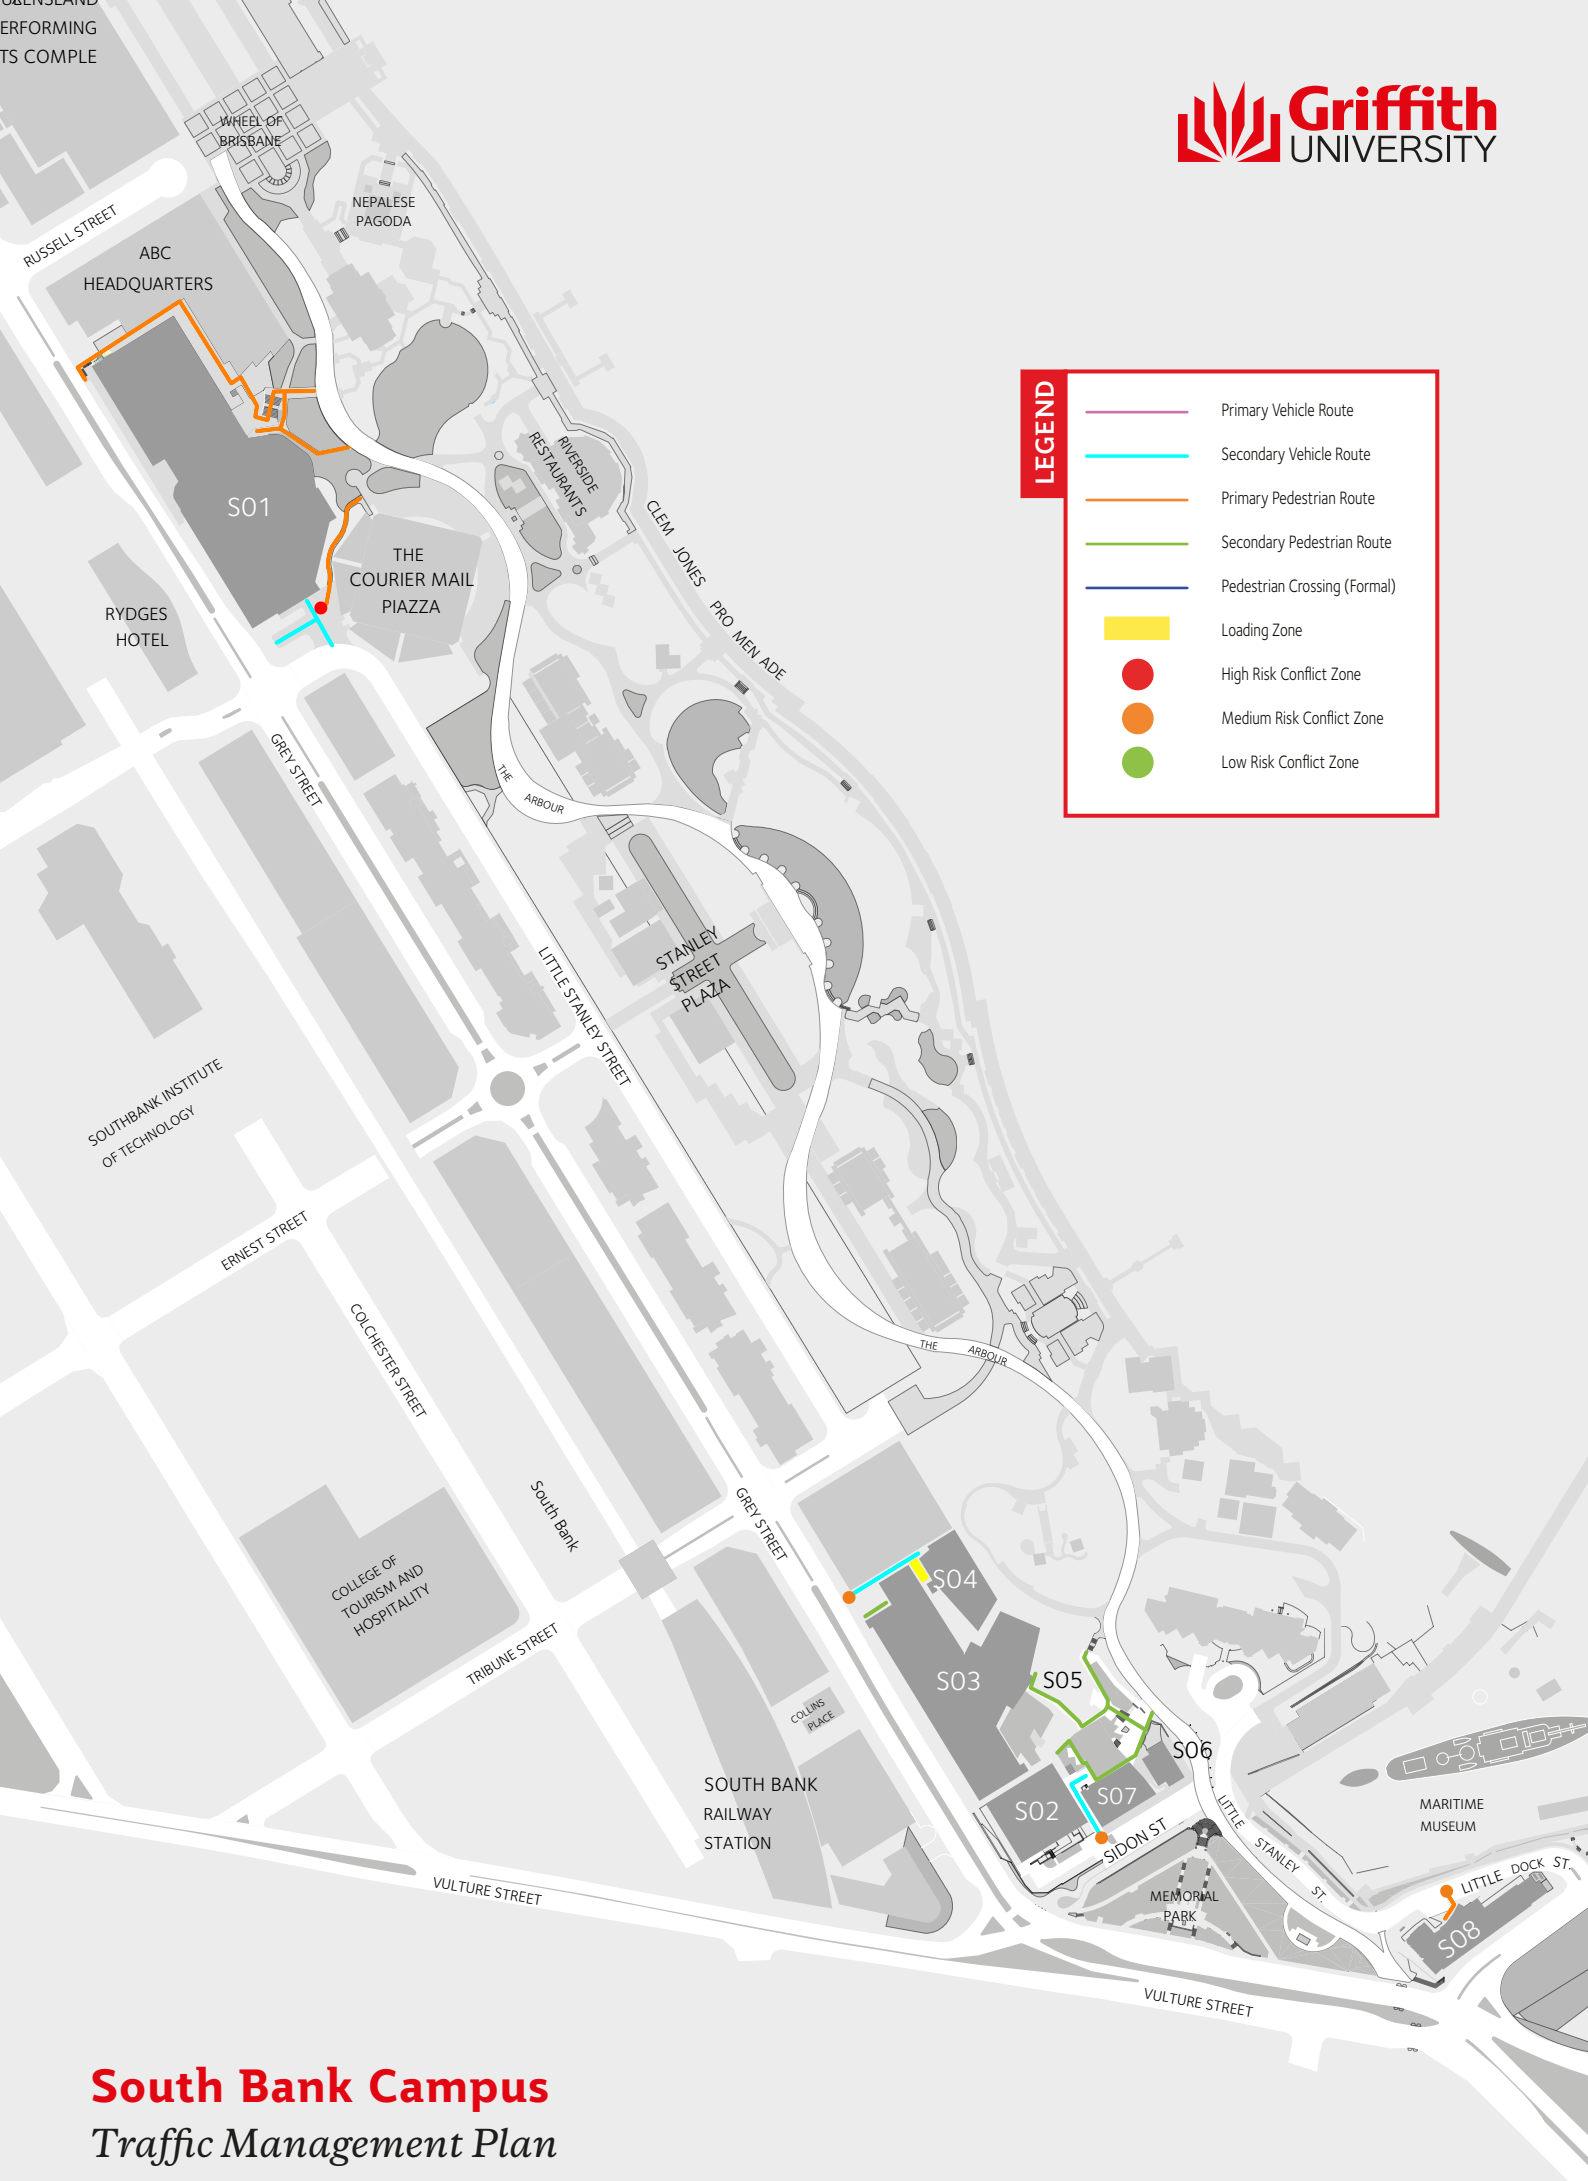 ERFORMING
TS COMPLE
WHEEL OF
BRISBANE
Griffith
UNIVERSITY
NEPALESE
PAGODA
RUSSELL STREET
ABC
HEADQUARTERS
LEGEND
Primary Vehicle Route
Secondary Vehicle Route
Primary Pedestrian Route
Secondary Pedestrian Route
Pedestrian Crossing (Formal)
Loading Zone
High Risk Conflict Zone
Medium Risk Conflict Zone
Low Risk Conflict Zone
RIVERSIDE
RESTAURANTS
S01
CLEM JONES PROMENADE
THE
COURIER MAIL
PIAZZA
RYDGES
HOTEL
GREY STREET
THE ARBOUR
STANLEY
STREET
PLAZA
LITTLE STANLEY STREET
SOUTHBANK INSTITUTE
OF TECHNOLOGY
ERNEST STREET
COLCHESTER STREET
THE ARBOUR
South Bank
GREY STREET
COLLEGE OF
TOURISM AND
HOSPITALITY
TRIBUNE STREET
S04
S03
S05
COLLINS
PLACE
S06
SOUTH BANK
RAILWAY
STATION
S02
S07
SIDON ST
LITTLE STANLEY ST.
MARITIME
MUSEUM
LITTLE DOCK ST.
MEMORIAL
PARK
S08
VULTURE STREET
VULTURE STREET
South Bank Campus
Traffic Management Plan